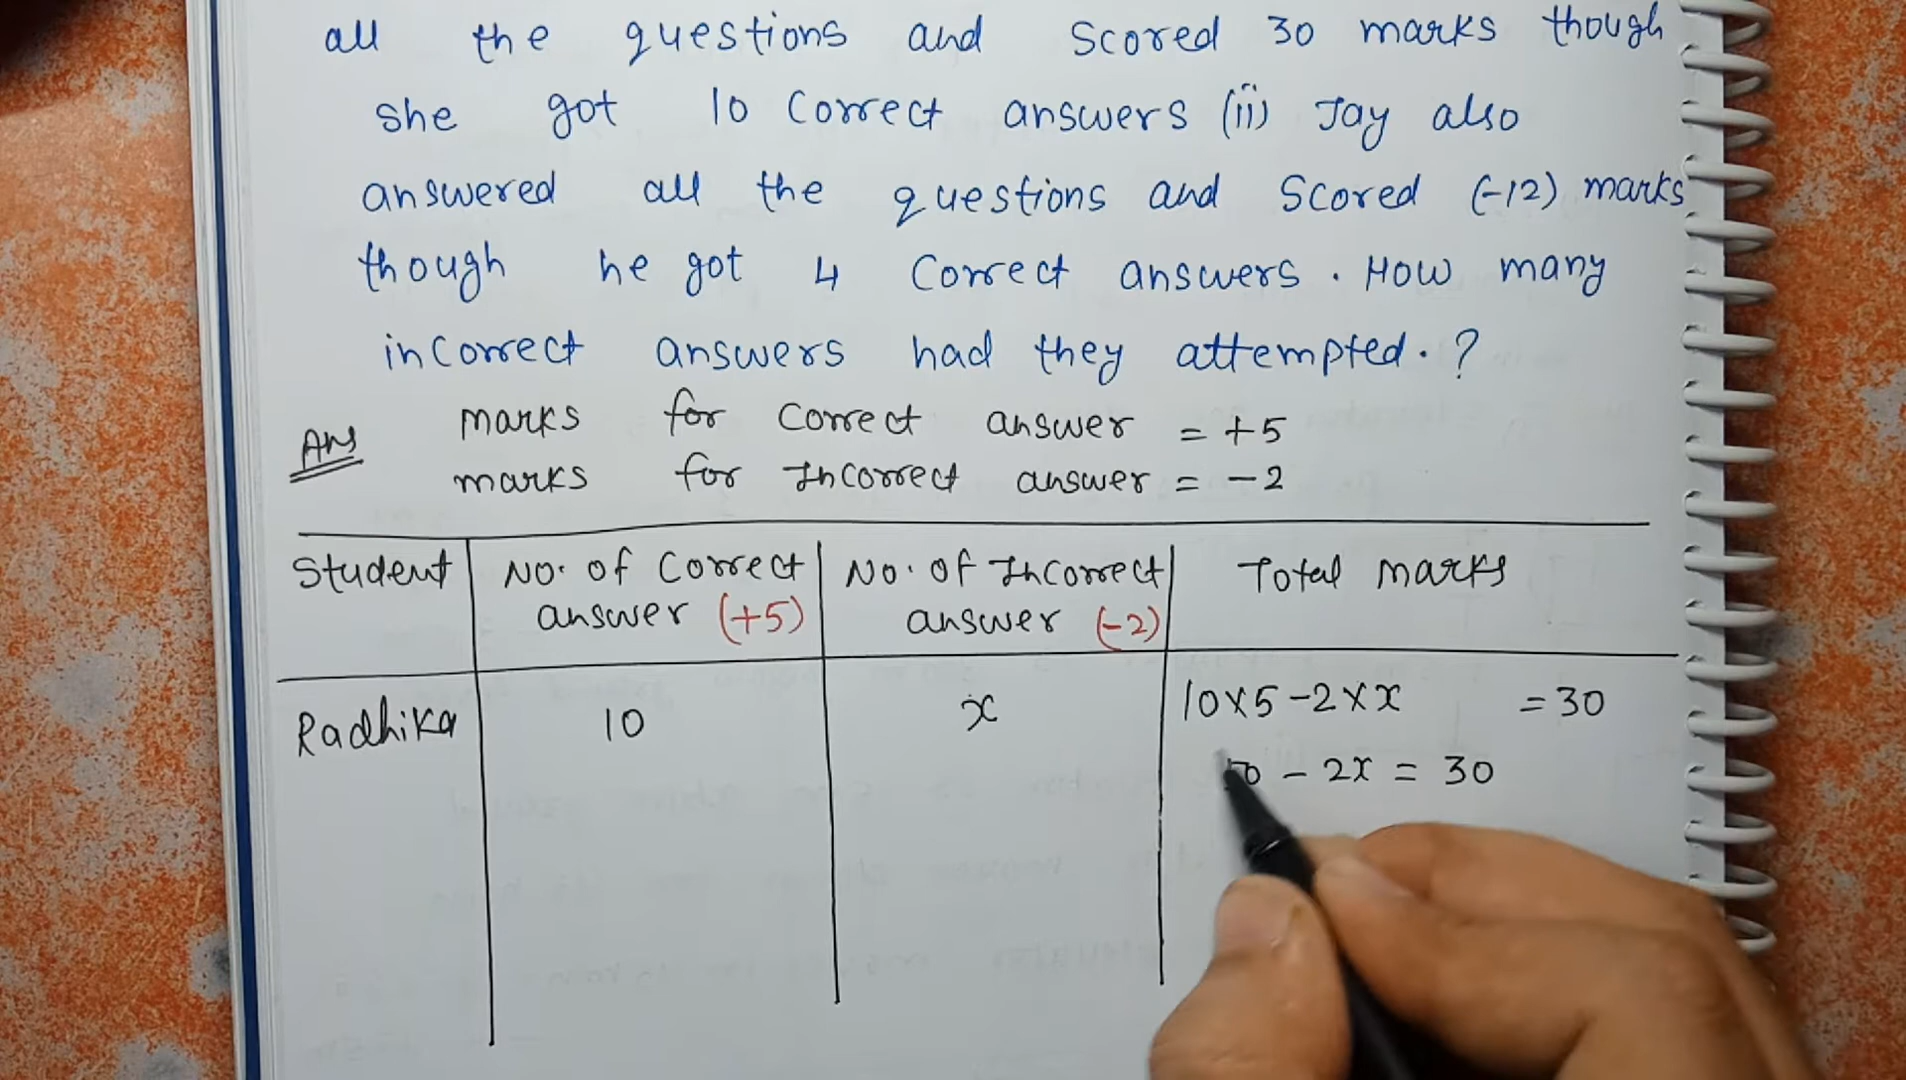 all the questions and scored 30 marks though
she got 10 correct answers (ii) Jay also
answered all the questions and scored (-12) marks
though he got 4 correct answers. How many
incorrect answers had they attempted.?
Ans marks for correct answer = +5
marks for Incorrect answer = -2
Student No. of correct answer (+5) No. of Incorrect answer (-2) Total marks
Radhika 10 x 10×5-2×x =30
50 - 2x = 30